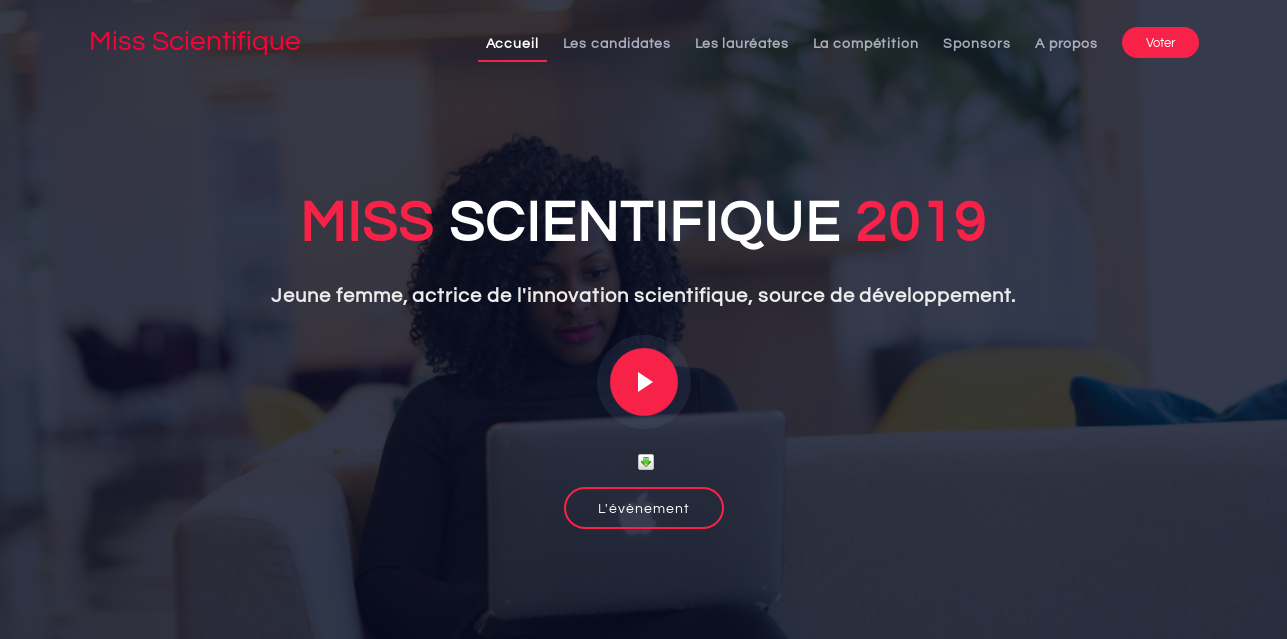 Miss Scientifique
Accueil
Les candidates
Les lauréates
La compétition
Sponsors
A propos
Voter
MISS SCIENTIFIQUE 2019
Jeune femme, actrice de l'innovation scientifique, source de développement.
L'évènement